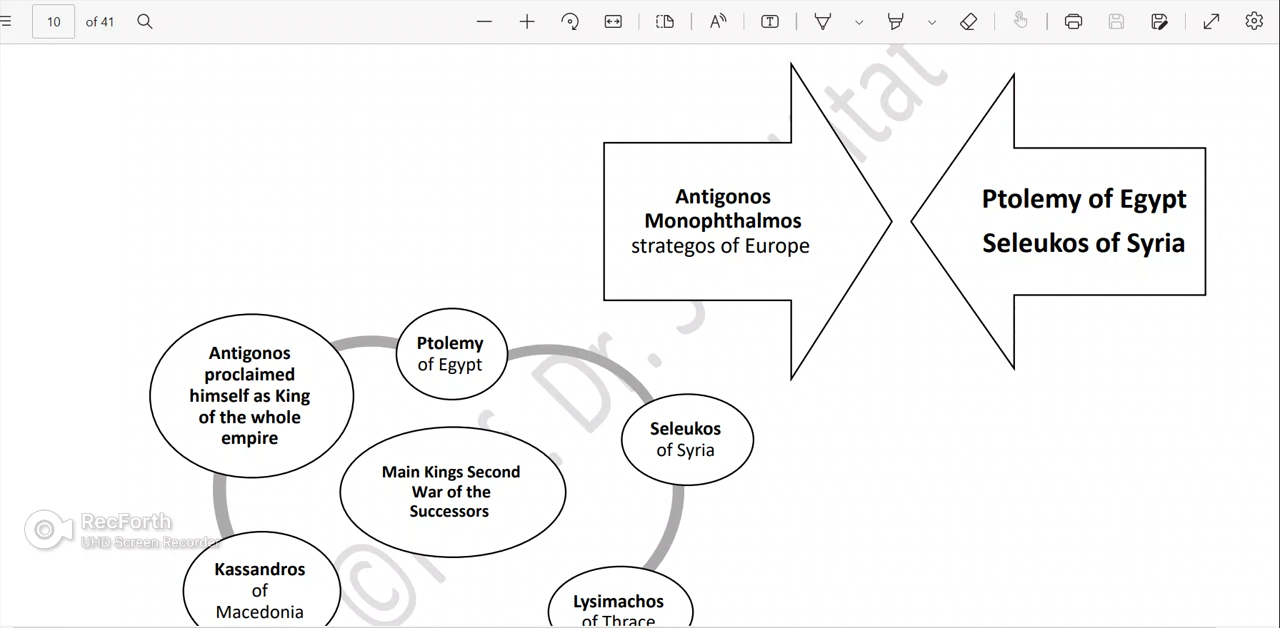 10 of 41
Antigonos
Monophthalmos
strategos of Europe
Ptolemy of Egypt
Seleukos of Syria
Antigonos
proclaimed
himself as King
of the whole
empire
Ptolemy
of Egypt
Seleukos
of Syria
Main Kings Second
War of the
Successors
Kassandros
of
Macedonia
Lysimachos
of Thrace
RecForth
UHD Screen Recorder